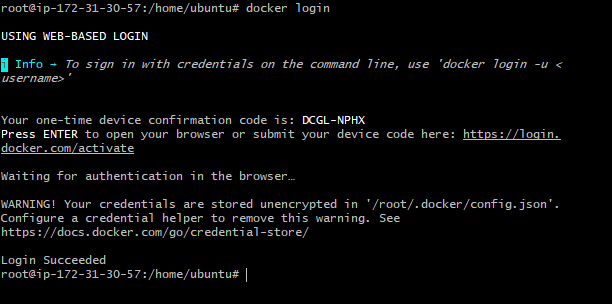 root@ip-172-31-30-57:/home/ubuntu# docker login
USING WEB-BASED LOGIN
i Info → To sign in with credentials on the command line, use 'docker login -u <
username>'
Your one-time device confirmation code is: DCGL-NPHX
Press ENTER to open your browser or submit your device code here: https://login.
docker.com/activate
Waiting for authentication in the browser…
WARNING! Your credentials are stored unencrypted in '/root/.docker/config.json'.
Configure a credential helper to remove this warning. See
https://docs.docker.com/go/credential-store/
Login Succeeded
root@ip-172-31-30-57:/home/ubuntu#